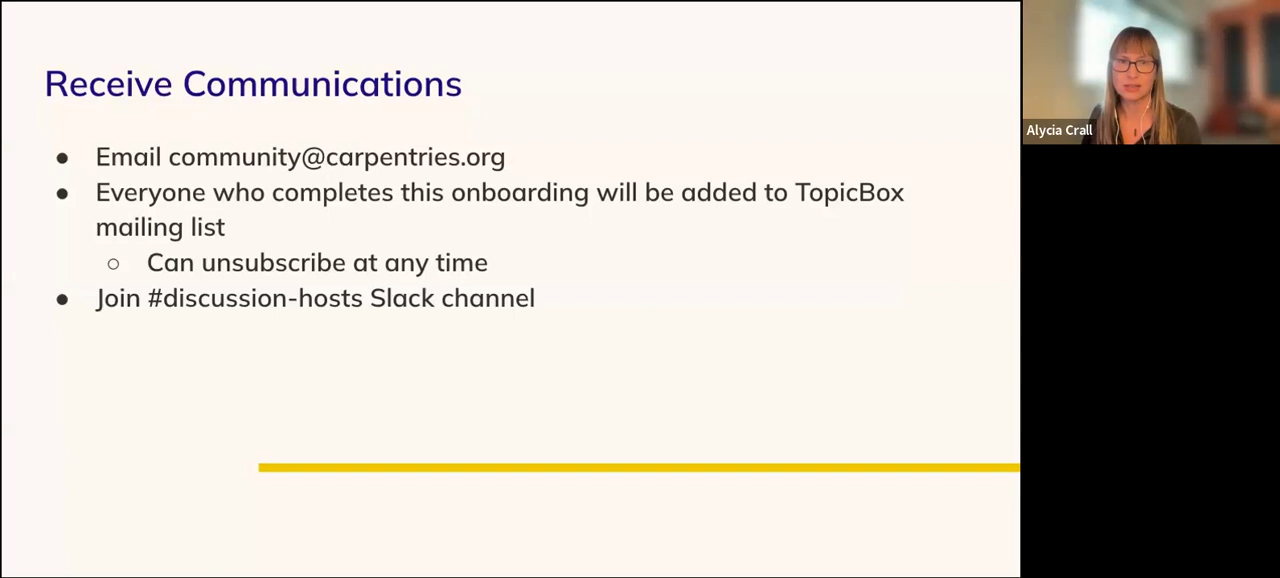 Receive Communications
● Email community@carpentries.org
● Everyone who completes this onboarding will be added to TopicBox
mailing list
○ Can unsubscribe at any time
● Join #discussion-hosts Slack channel
Alycia Crall